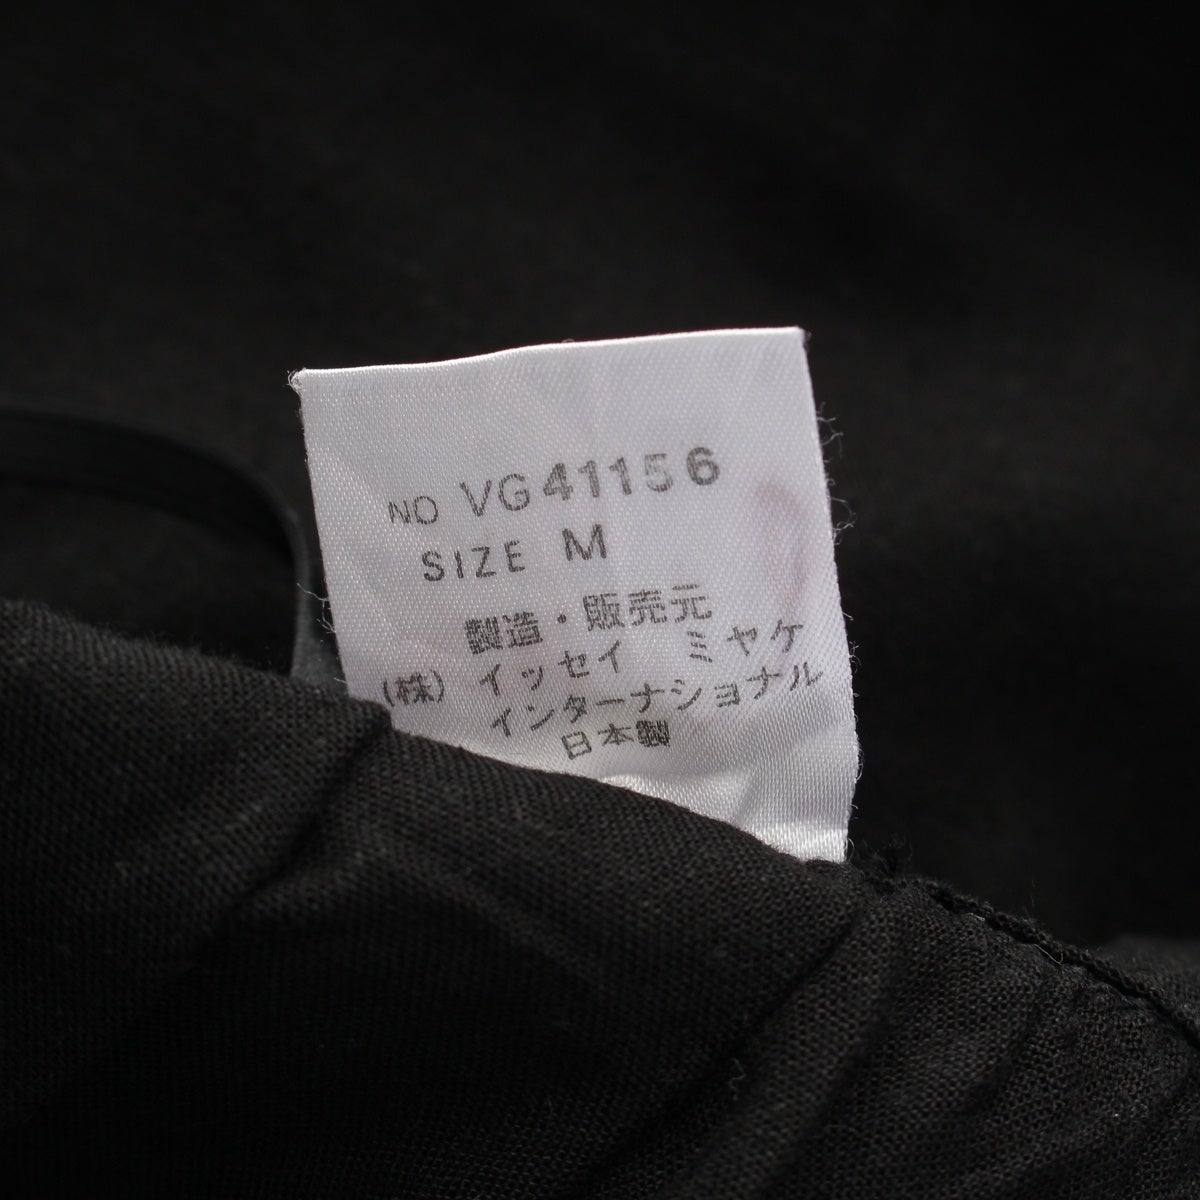 NO VG41156
SIZE M
製造・販売元
(株) イッセイ ミヤケ
インターナショナル
日本製